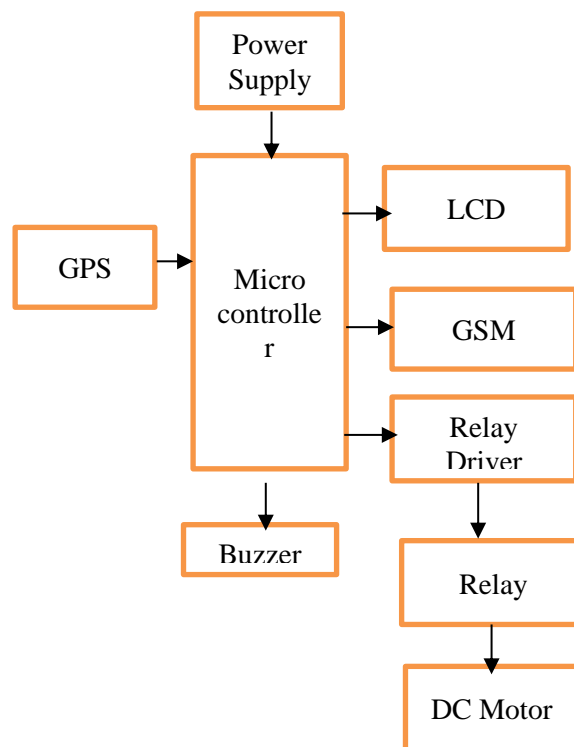 Power
Supply
LCD
GPS
Micro
controlle
r
GSM
Relay
Driver
Buzzer
Relay
DC Motor